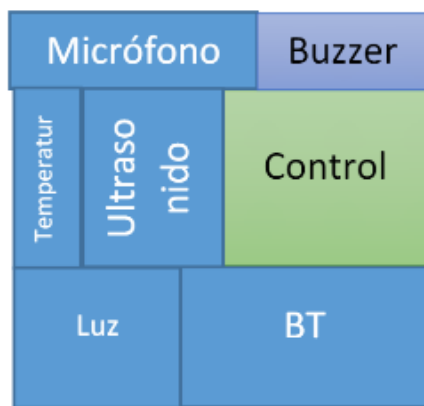 Micrófono
Buzzer
Temperatur
Ultraso
nido
Control
Luz
BT